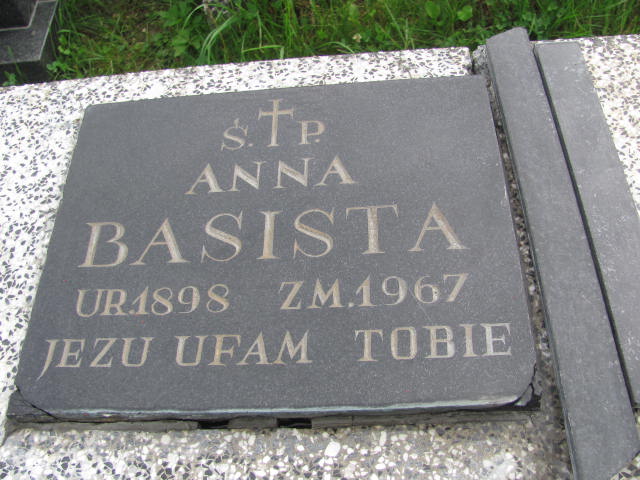 Ś.†P.
ANNA
BASISTA
UR.1898 ZM.1967
JEZU UFAM TOBIE